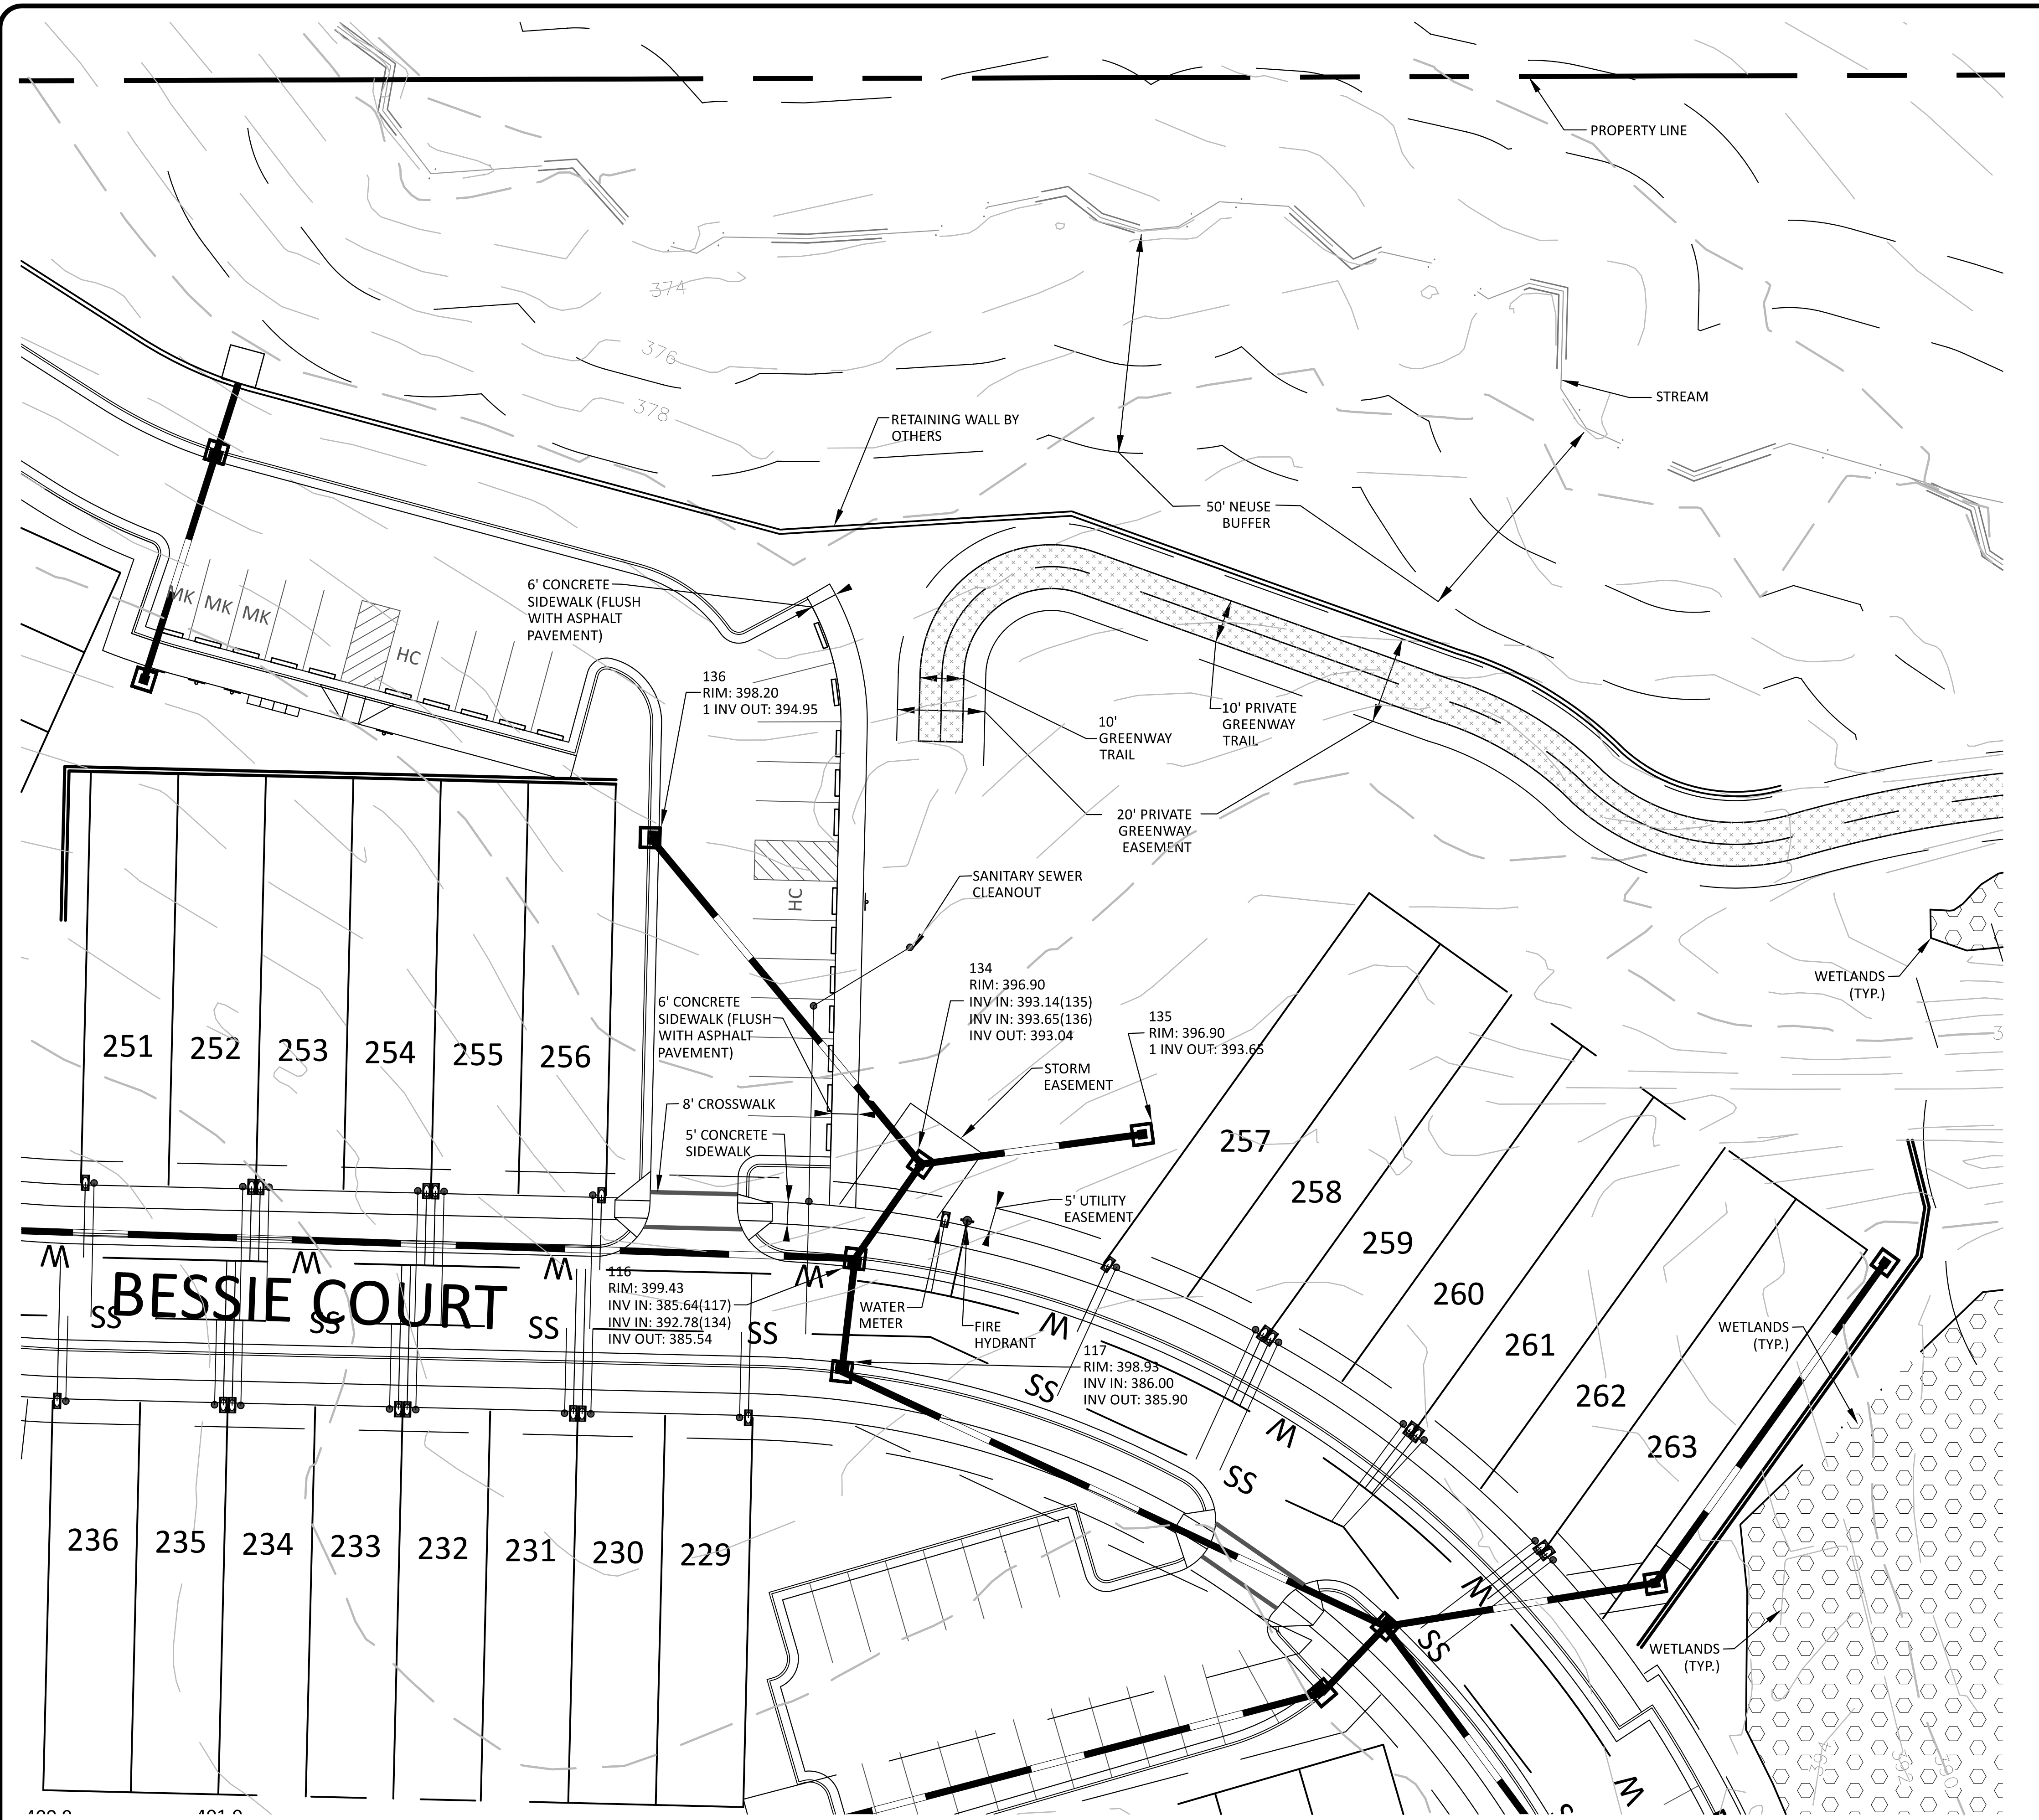 PROPERTY LINE
374
376
378
STREAM
RETAINING WALL BY
OTHERS
50' NEUSE
BUFFER
6' CONCRETE
SIDEWALK (FLUSH
WITH ASPHALT
PAVEMENT)
MK MK MK
HC
136
RIM: 398.20
1 INV OUT: 394.95
10'
GREENWAY
TRAIL
10' PRIVATE
GREENWAY
TRAIL
20' PRIVATE
GREENWAY
EASEMENT
SANITARY SEWER
CLEANOUT
HC
WETLANDS
(TYP.)
134
RIM: 396.90
INV IN: 393.14(135)
INV IN: 393.65(136)
INV OUT: 393.04
6' CONCRETE
SIDEWALK (FLUSH
WITH ASPHALT
PAVEMENT)
135
RIM: 396.90
1 INV OUT: 393.65
STORM
EASEMENT
251 252 253 254 255 256
8' CROSSWALK
5' CONCRETE
SIDEWALK
257
258
259
260
261
262
263
5' UTILITY
EASEMENT
W W W W
BESSIE COURT
SS SS SS SS
116
RIM: 399.43
INV IN: 385.64(117)
INV IN: 392.78(134)
INV OUT: 385.54
WATER
METER
FIRE
HYDRANT
W
117
RIM: 398.93
INV IN: 386.00
INV OUT: 385.90
WETLANDS
(TYP.)
SS
W
SS
236 235 234 233 232 231 230 229
W
SS
WETLANDS
(TYP.)
W
394
392
390